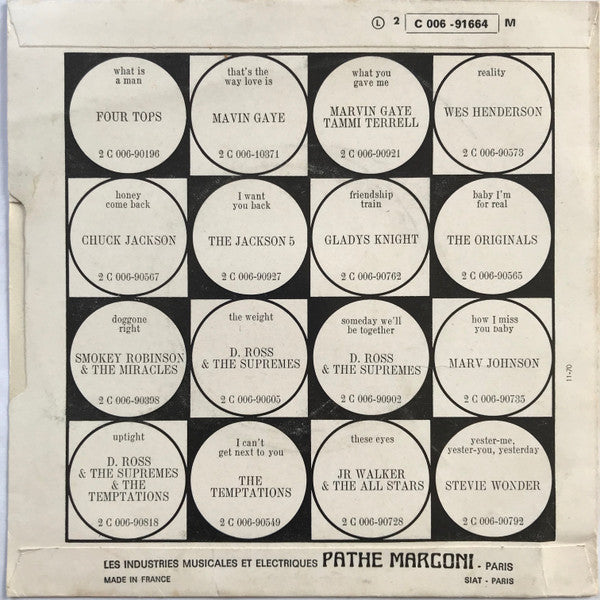 Ⓛ 2 C 006 -91664 M
what is
a man
FOUR TOPS
2 C 006-90196
that's the
way love is
MAVIN GAYE
2 C 006-10371
what you
gave me
MARVIN GAYE
TAMMI TERRELL
2 C 006-90921
reality
WES HENDERSON
2 C 006-90573
honey
come back
CHUCK JACKSON
2 C 006-90567
I want
you back
THE JACKSON 5
2 C 006-90927
friendship
train
GLADYS KNIGHT
2 C 006-90762
baby I'm
for real
THE ORIGINALS
2 C 006-90565
doggone
right
SMOKEY ROBINSON
& THE MIRACLES
2 C 006-90398
the weight
D. ROSS
& THE SUPREMES
2 C 006-90605
someday we'll
be together
D. ROSS
& THE SUPREMES
2 C 006-90902
how I miss
you baby
MARV JOHNSON
2 C 006-90735
11-70
uptight
D. ROSS
& THE SUPREMES
& THE
TEMPTATIONS
2 C 006-90818
I can't
get next to you
THE
TEMPTATIONS
2 C 006-90549
these eyes
JR WALKER
& THE ALL STARS
2 C 006-90728
yester-me,
yester-you, yesterday
STEVIE WONDER
2 C 006-90792
LES INDUSTRIES MUSICALES ET ELECTRIQUES PATHE MARCONI - PARIS
MADE IN FRANCE SIAT - PARIS